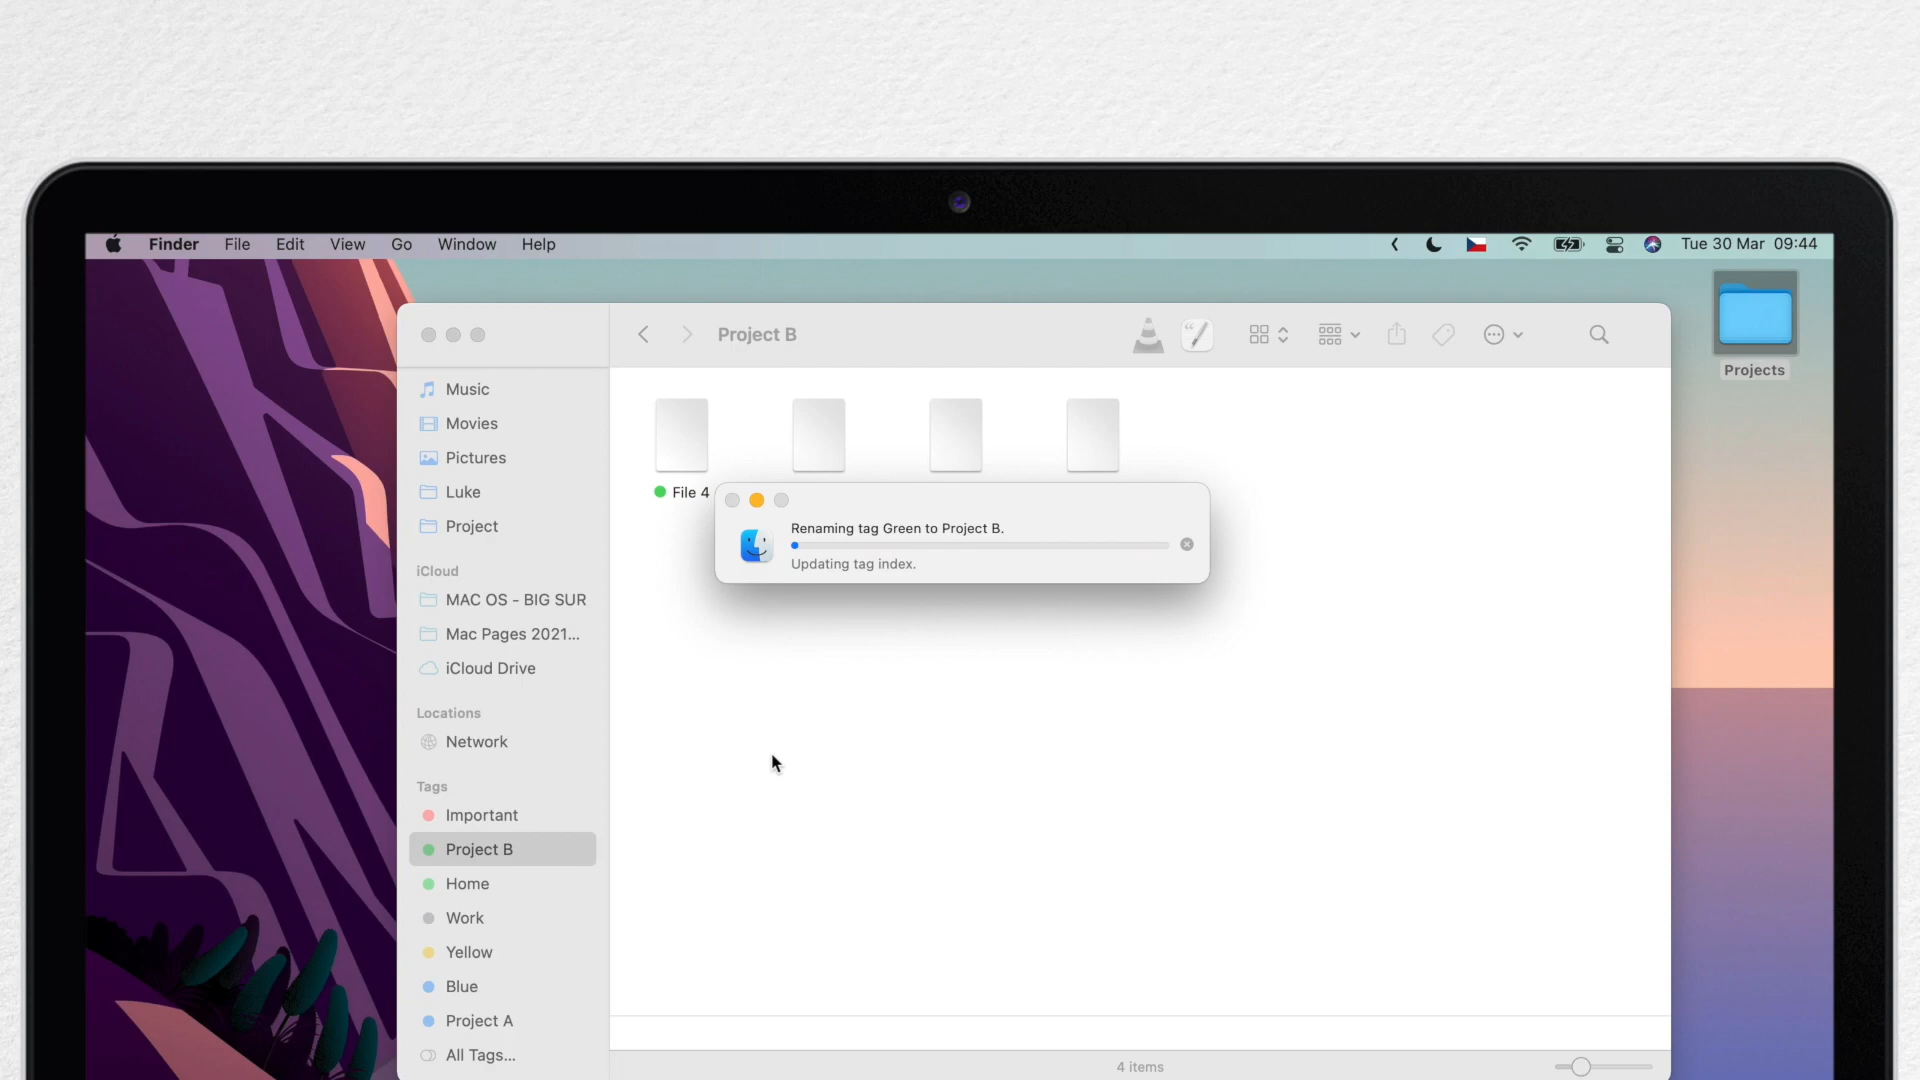 Finder File Edit View Go Window Help Tue 30 Mar 09:44
Projects
Project B
Music
Movies
Pictures
Luke
Project
iCloud
MAC OS - BIG SUR
Mac Pages 2021...
iCloud Drive
Locations
Network
Tags
Important
Project B
Home
Work
Yellow
Blue
Project A
All Tags...
File 4
Renaming tag Green to Project B.
Updating tag index.
4 items